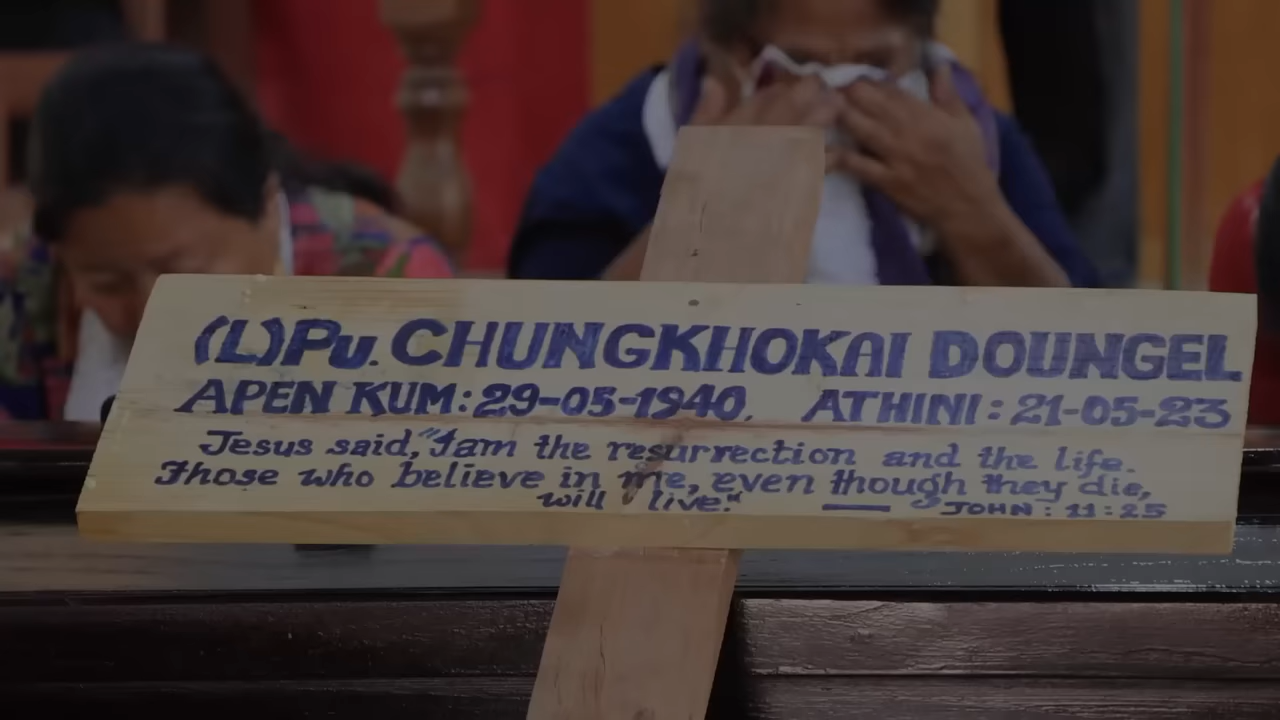 (L)Pu. CHUNGKHOKAI DOUNGEL
APEN KUM: 29-05-1940, ATHINI: 21-05-23
Jesus said, "I am the resurrection and the life.
Those who believe in me, even though they die,
will live." — JOHN: 11:25